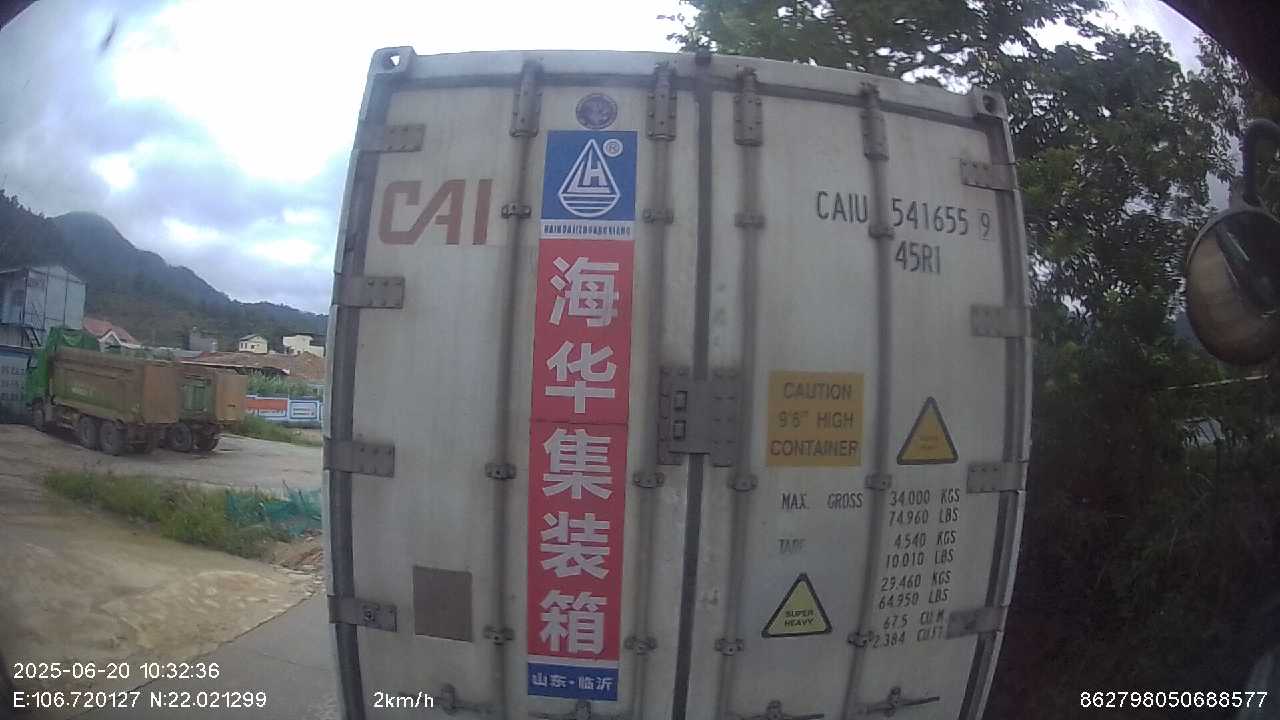 CAI
LH®
HAIHUAJIZHUANGXIANG
海华集装箱
山东·临沂
CAIU 541655 9
45R1
CAUTION
9'6" HIGH
CONTAINER
MAX. GROSS 34.000 KGS
74.960 LBS
TARE 4.540 KGS
10.010 LBS
29.460 KGS
64.950 LBS
67.5 CU.M
2.384 CU.FT
SUPER
HEAVY
2025-06-20 10:32:36
E:106.720127 N:22.021299
2km/h
862798050688577